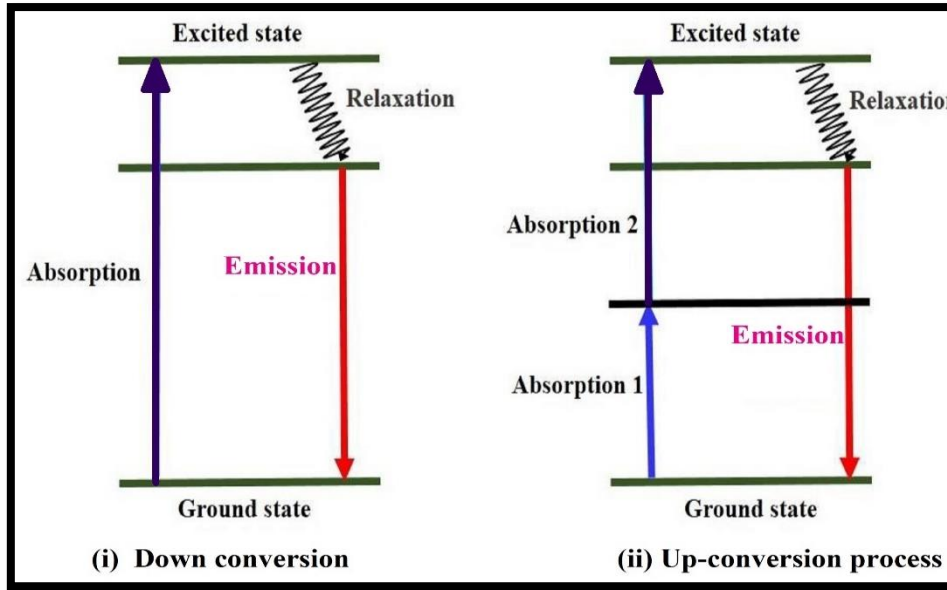 Excited state
Relaxation
Absorption
Emission
Ground state
(i) Down conversion
Excited state
Relaxation
Absorption 2
Emission
Absorption 1
Ground state
(ii) Up-conversion process